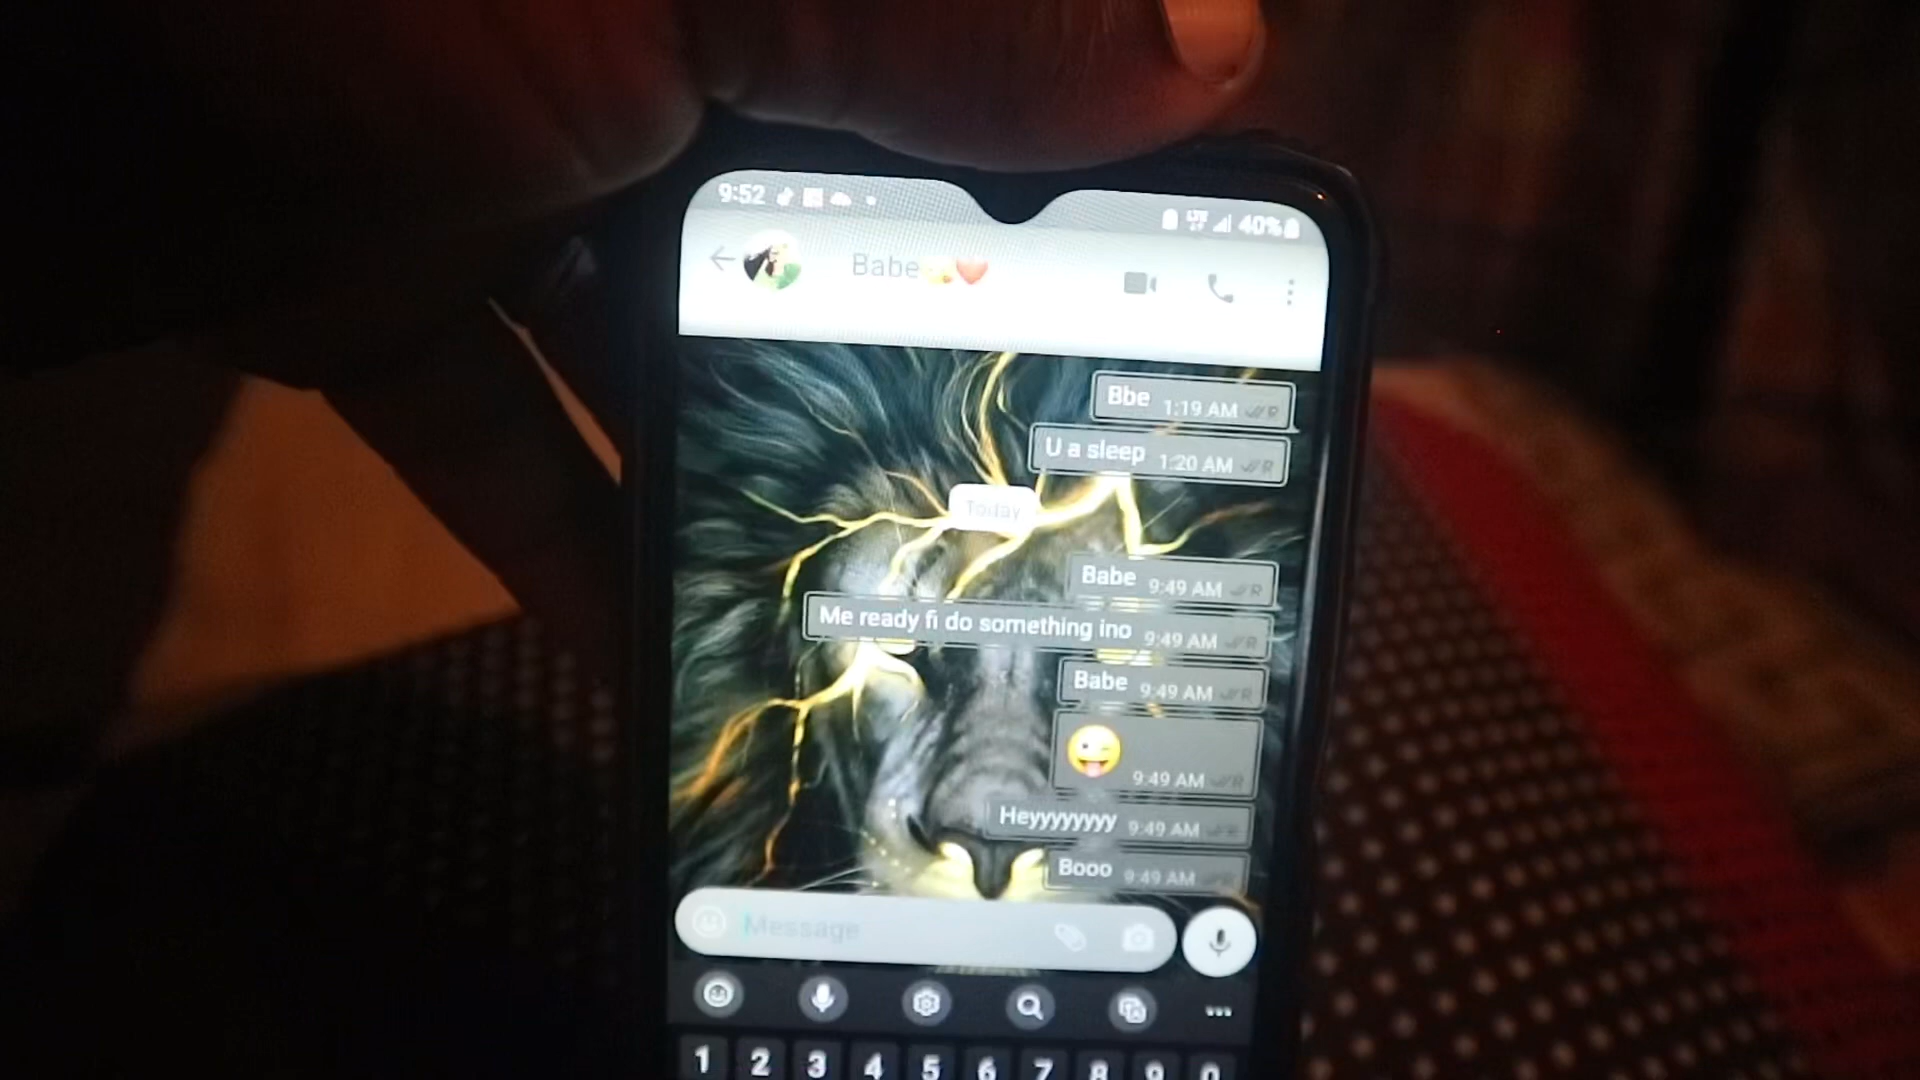 9:52 LTE 40%
Babe😘❤️
Bbe 1:19 AM
U a sleep 1:20 AM
Today
Babe 9:49 AM
Me ready fi do something ino 9:49 AM
Babe 9:49 AM
😜 9:49 AM
Heyyyyyyyy 9:49 AM
Booo 9:49 AM
Message
1 2 3 4 5 6 7 8 9 0